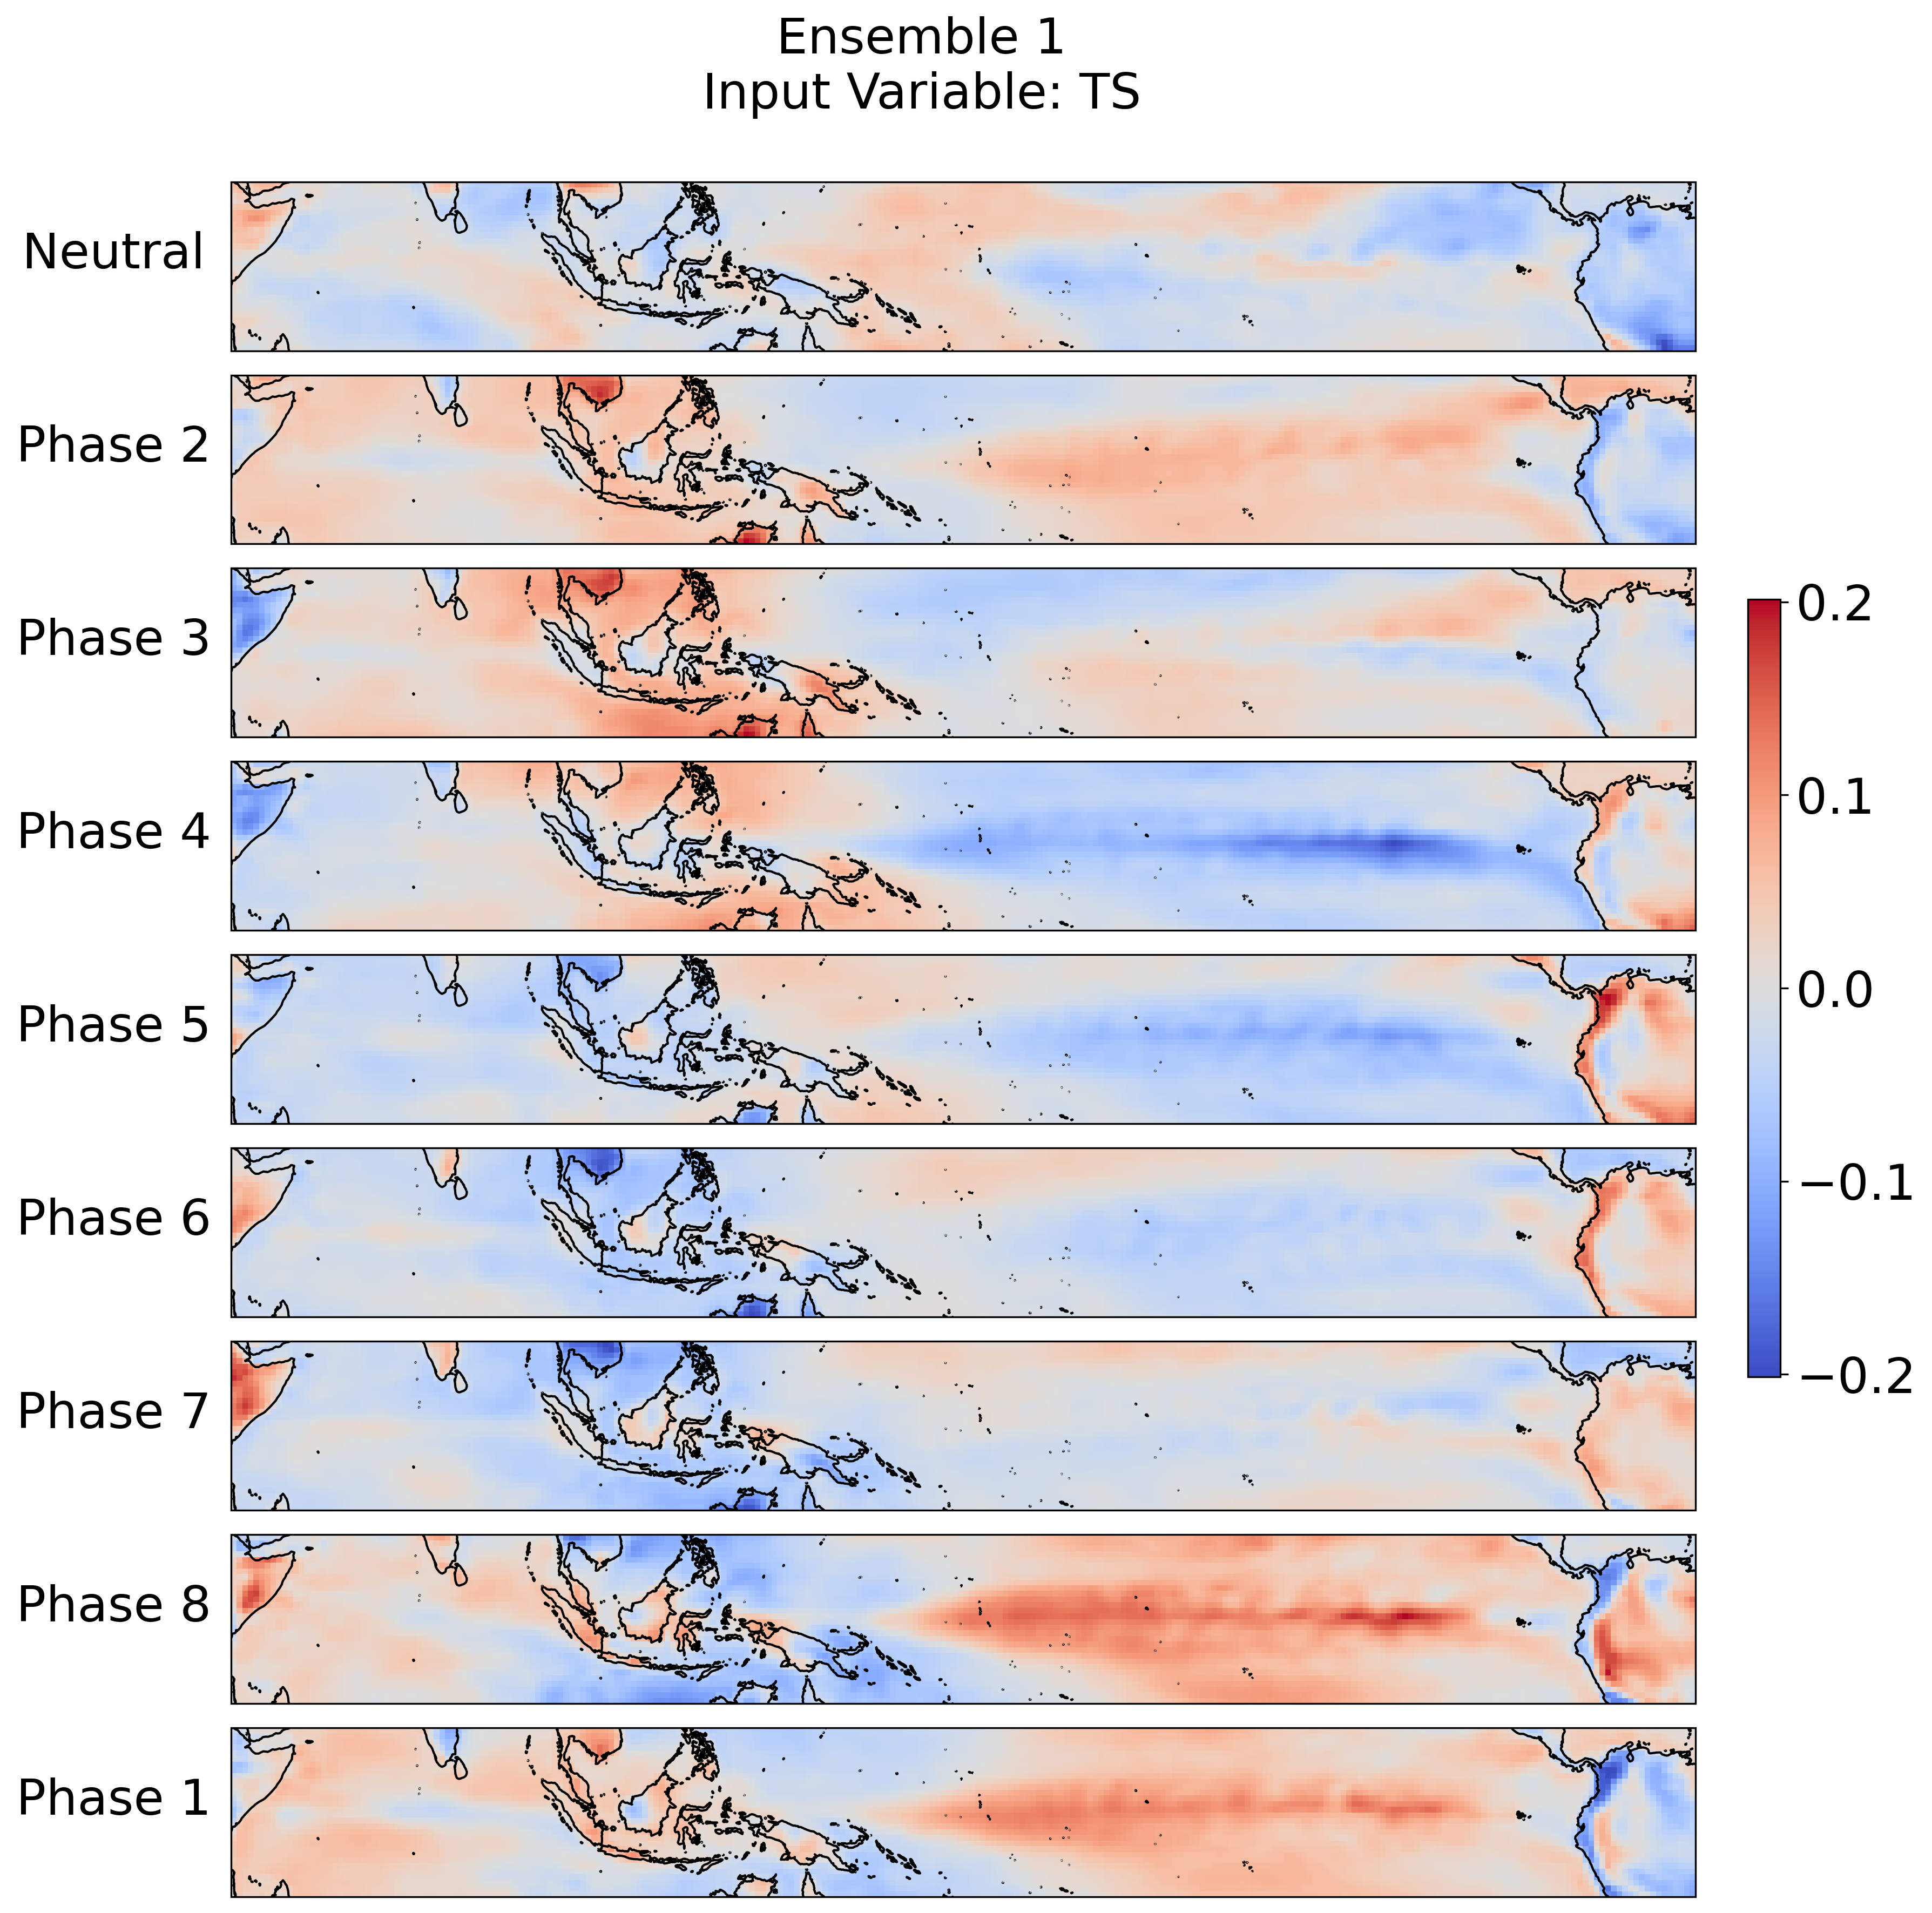 Ensemble 1
Input Variable: TS
Neutral
Phase 2
Phase 3
Phase 4
Phase 5
Phase 6
Phase 7
Phase 8
Phase 1
0.2
0.1
0.0
−0.1
−0.2